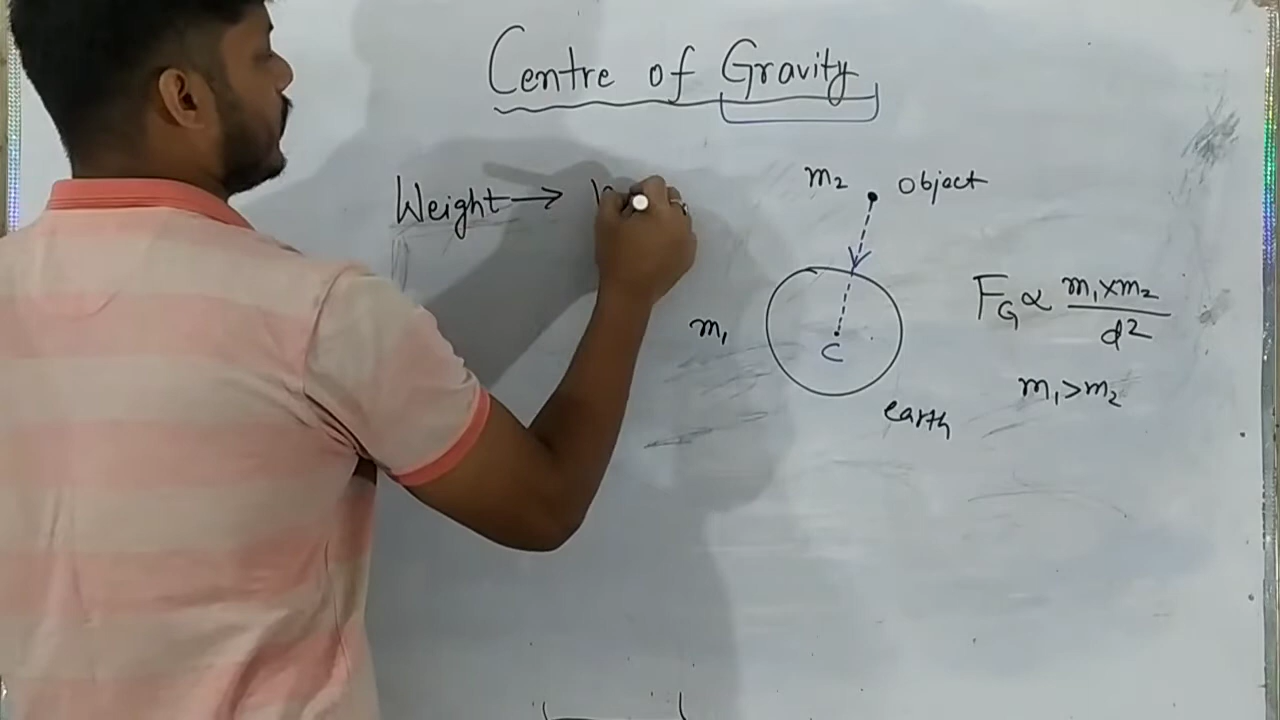 Centre of Gravity
Weight →
m₂ object
m₁
C
earth
F_G ∝ m₁×m₂ / d²
m₁>m₂